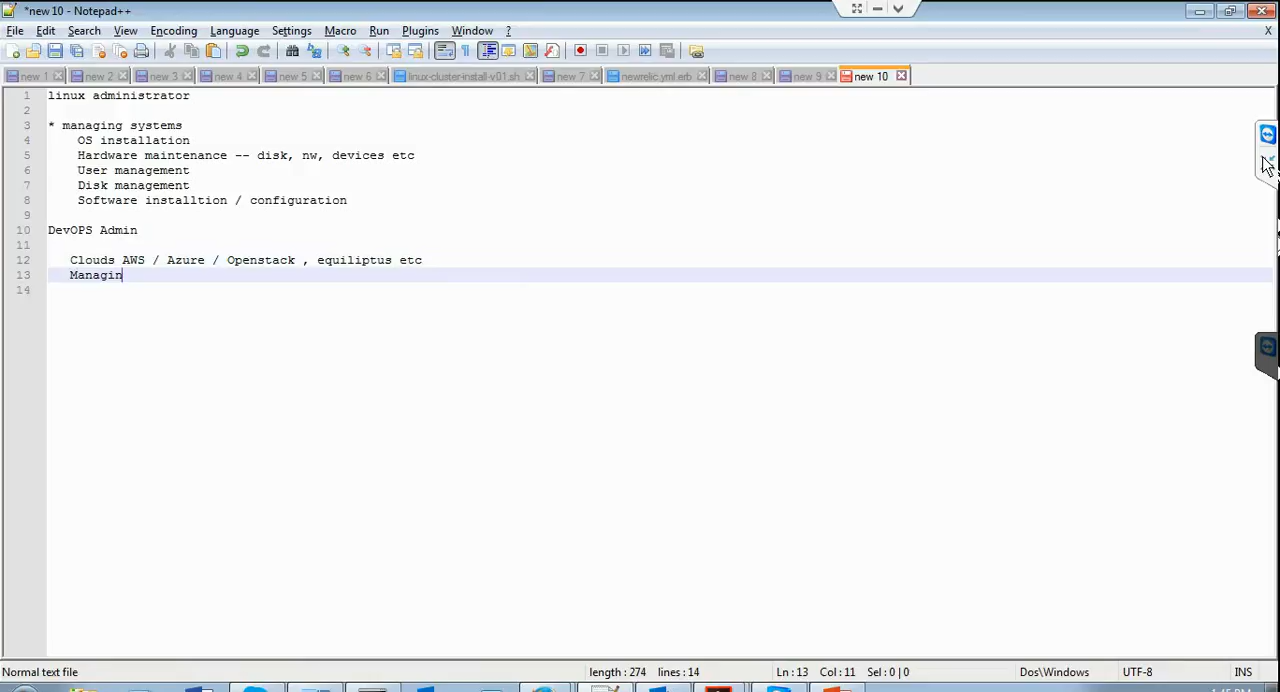 *new 10 - Notepad++
File Edit Search View Encoding Language Settings Macro Run Plugins Window ? X
new 1 new 2 new 3 new 4 new 5 new 6 linux-cluster-install-v01.sh new 7 newrelic.yml.erb new 8 new 9 new 10
1 linux administrator
2
3 * managing systems
4 OS installation
5 Hardware maintenance -- disk, nw, devices etc
6 User management
7 Disk management
8 Software installtion / configuration
9
10 DevOPS Admin
11
12 Clouds AWS / Azure / Openstack , equiliptus etc
13 Managin
14
Normal text file length : 274 lines : 14 Ln : 13 Col : 11 Sel : 0 | 0 Dos\Windows UTF-8 INS